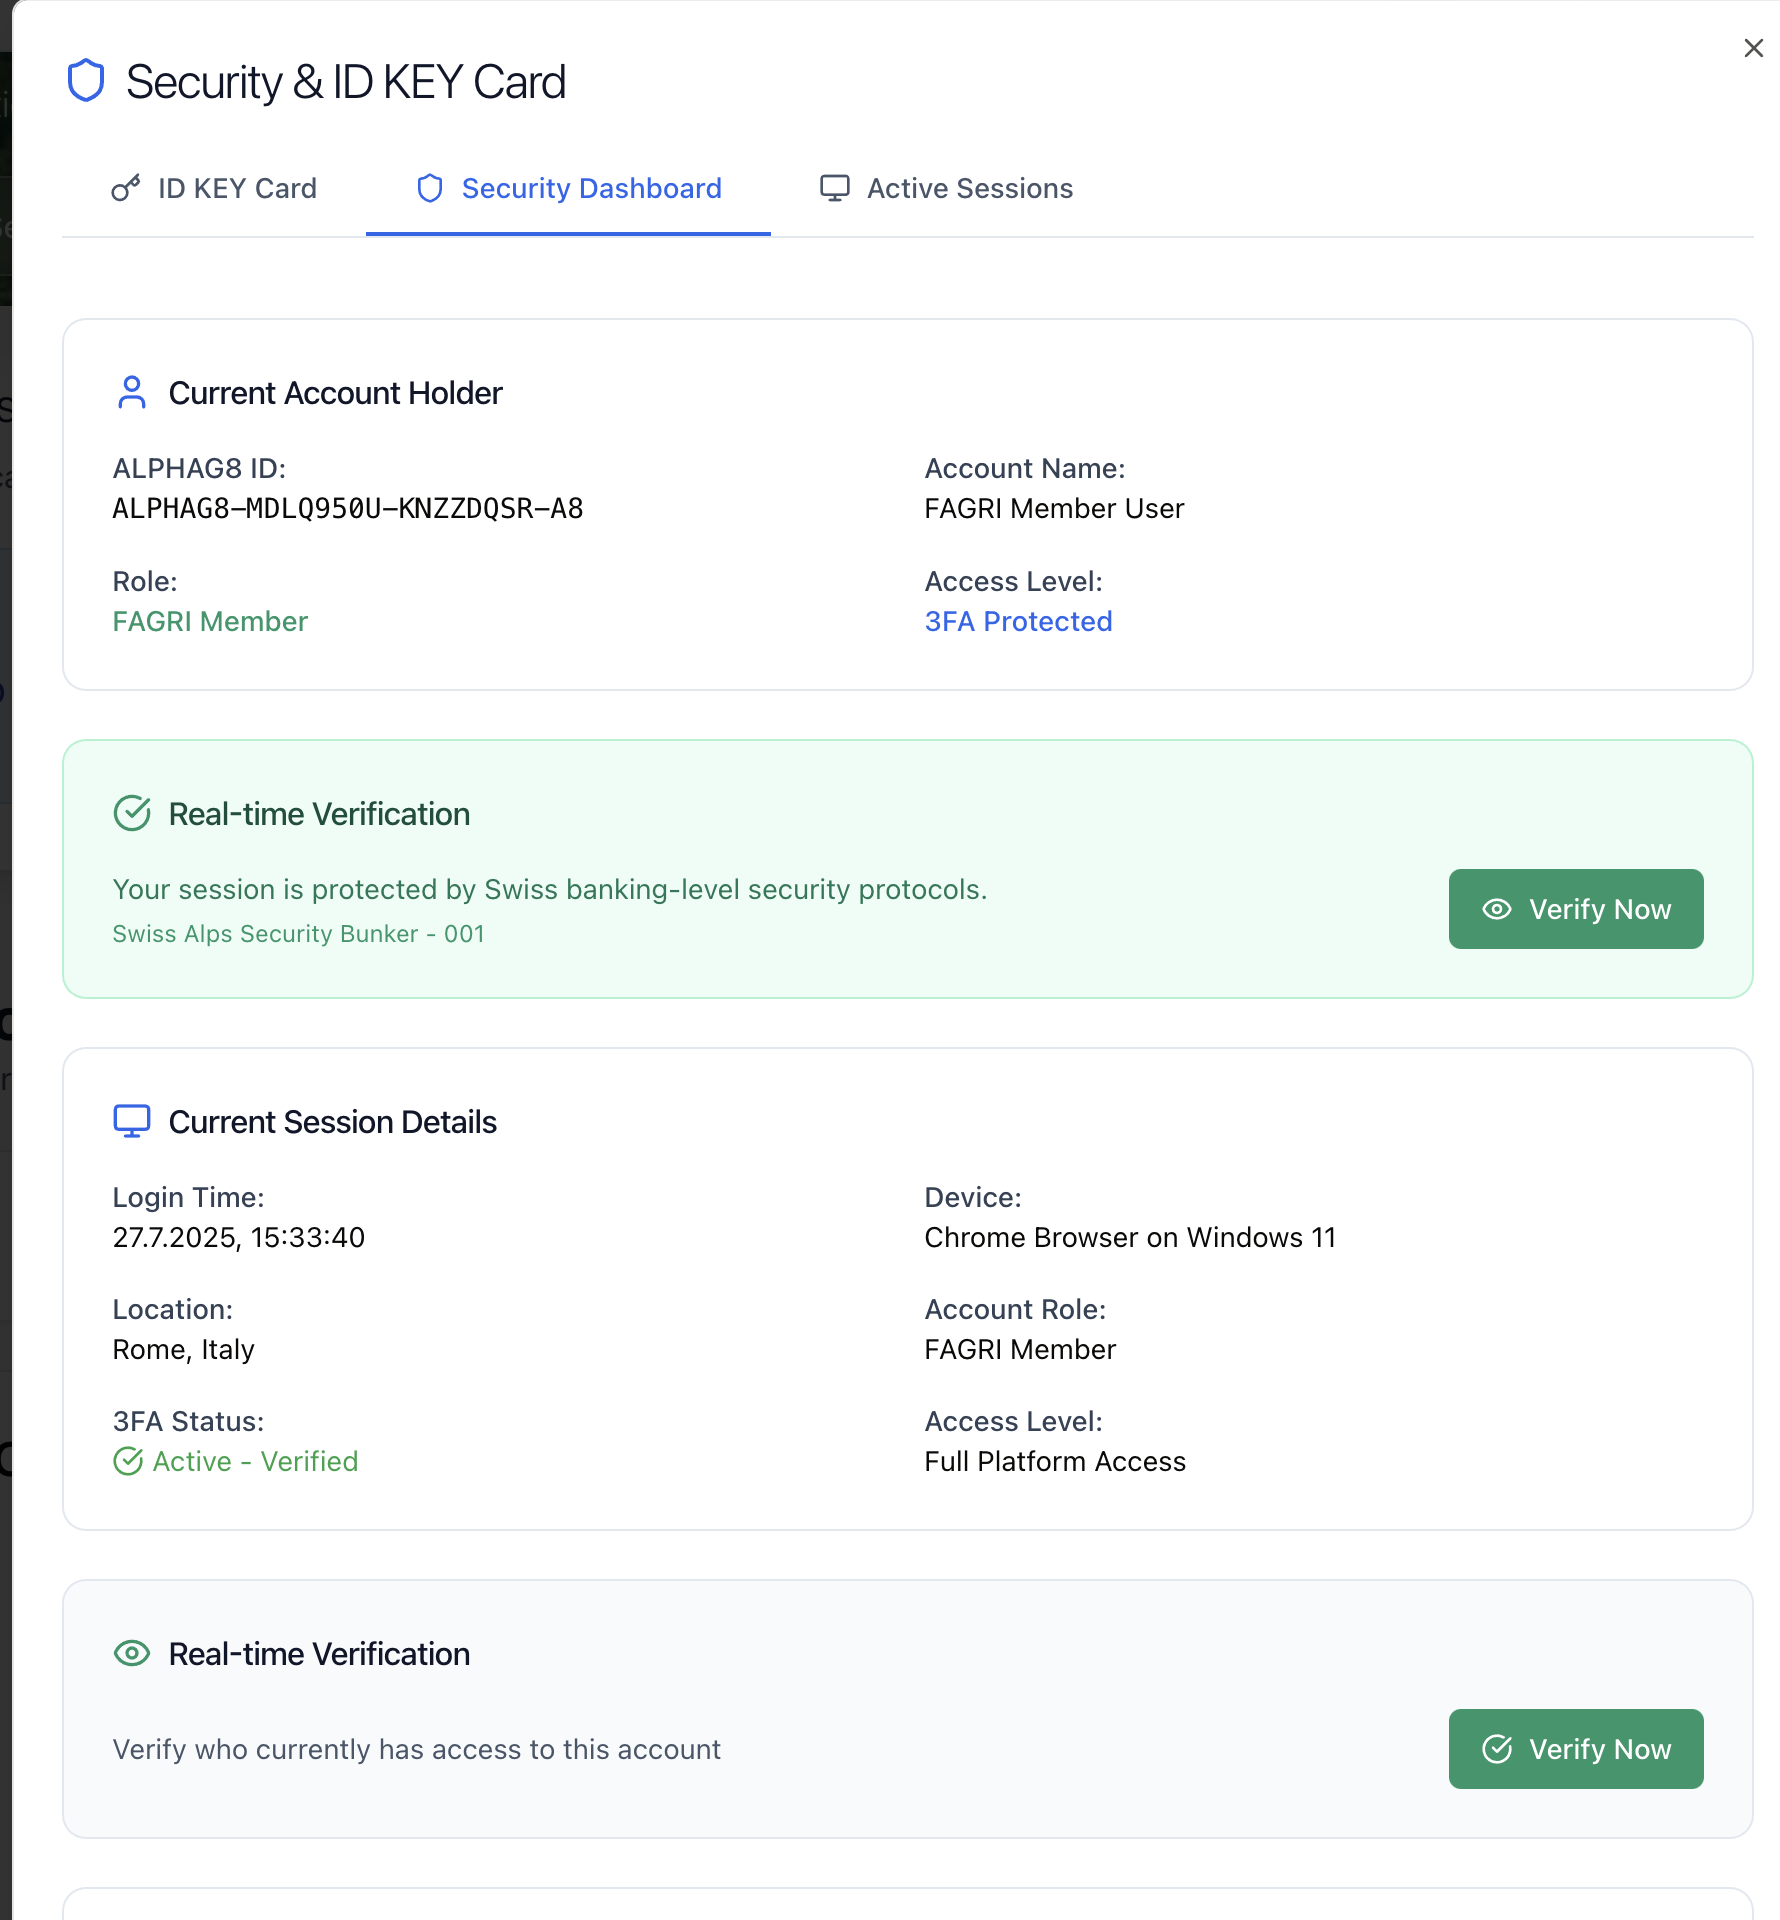 Security & ID KEY Card
ID KEY Card
Security Dashboard
Active Sessions
Current Account Holder
ALPHAG8 ID:
ALPHAG8-MDLQ950U-KNZZDQSR-A8
Account Name:
FAGRI Member User
Role:
FAGRI Member
Access Level:
3FA Protected
Real-time Verification
Your session is protected by Swiss banking-level security protocols.
Swiss Alps Security Bunker - 001
Verify Now
Current Session Details
Login Time:
27.7.2025, 15:33:40
Device:
Chrome Browser on Windows 11
Location:
Rome, Italy
Account Role:
FAGRI Member
3FA Status:
Active - Verified
Access Level:
Full Platform Access
Real-time Verification
Verify who currently has access to this account
Verify Now